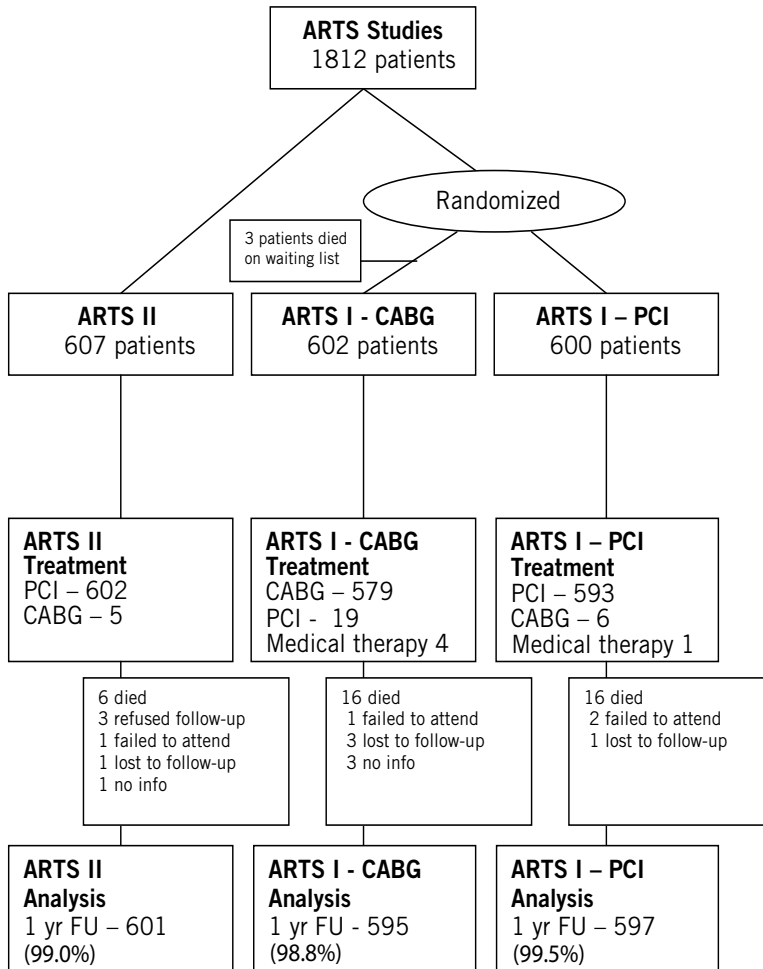 ARTS Studies
1812 patients
Randomized
3 patients died
on waiting list
ARTS II
607 patients
ARTS I - CABG
602 patients
ARTS I – PCI
600 patients
ARTS II
Treatment
PCI – 602
CABG – 5
ARTS I - CABG
Treatment
CABG – 579
PCI - 19
Medical therapy 4
ARTS I – PCI
Treatment
PCI – 593
CABG – 6
Medical therapy 1
6 died
3 refused follow-up
1 failed to attend
1 lost to follow-up
1 no info
16 died
1 failed to attend
3 lost to follow-up
3 no info
16 died
2 failed to attend
1 lost to follow-up
ARTS II
Analysis
1 yr FU – 601
(99.0%)
ARTS I - CABG
Analysis
1 yr FU - 595
(98.8%)
ARTS I – PCI
Analysis
1 yr FU – 597
(99.5%)